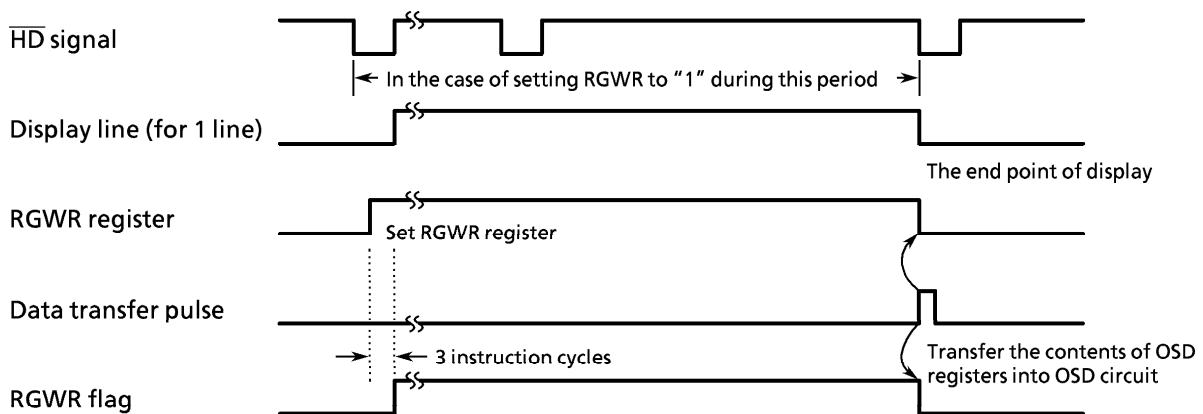 H̅D̅ signal
In the case of setting RGWR to “1” during this period
Display line (for 1 line)
The end point of display
RGWR register
Set RGWR register
Data transfer pulse
3 instruction cycles
Transfer the contents of OSD
registers into OSD circuit
RGWR flag